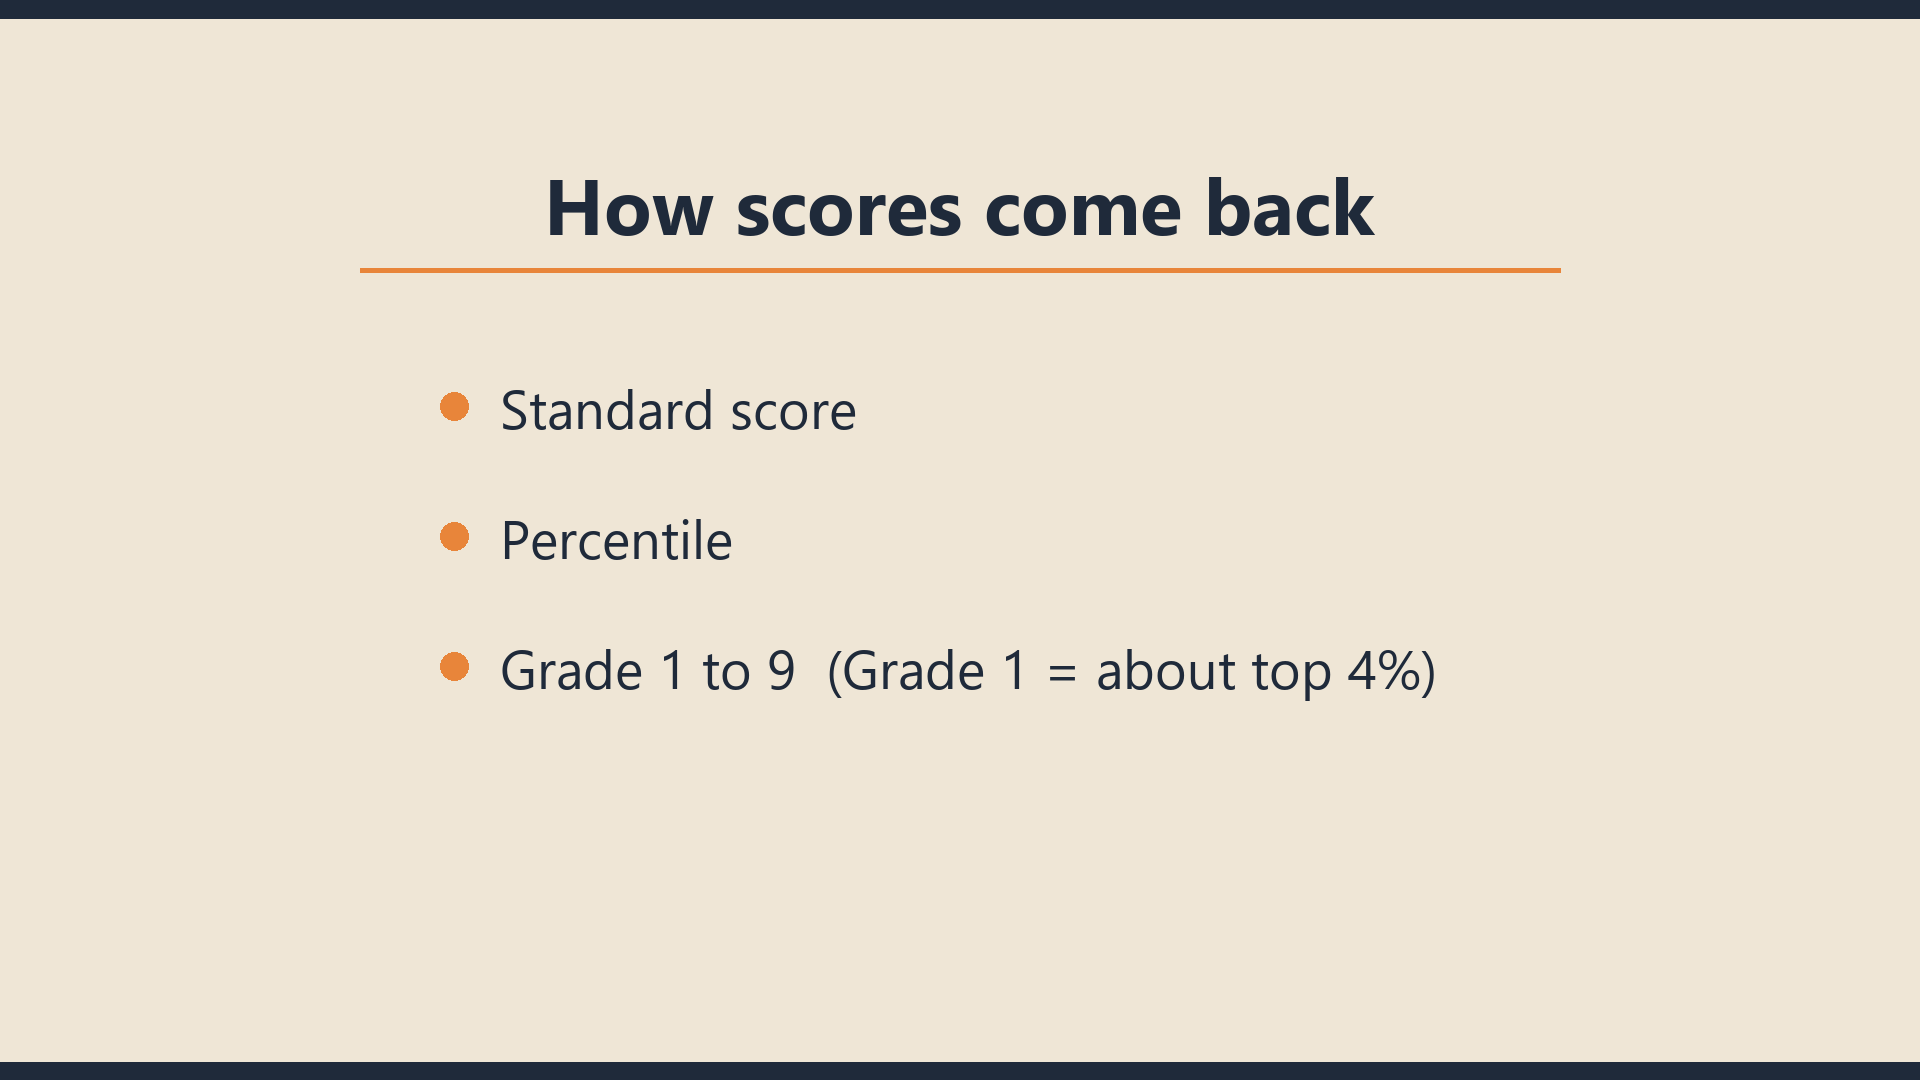 How scores come back
Standard score
Percentile
Grade 1 to 9  (Grade 1 = about top 4%)